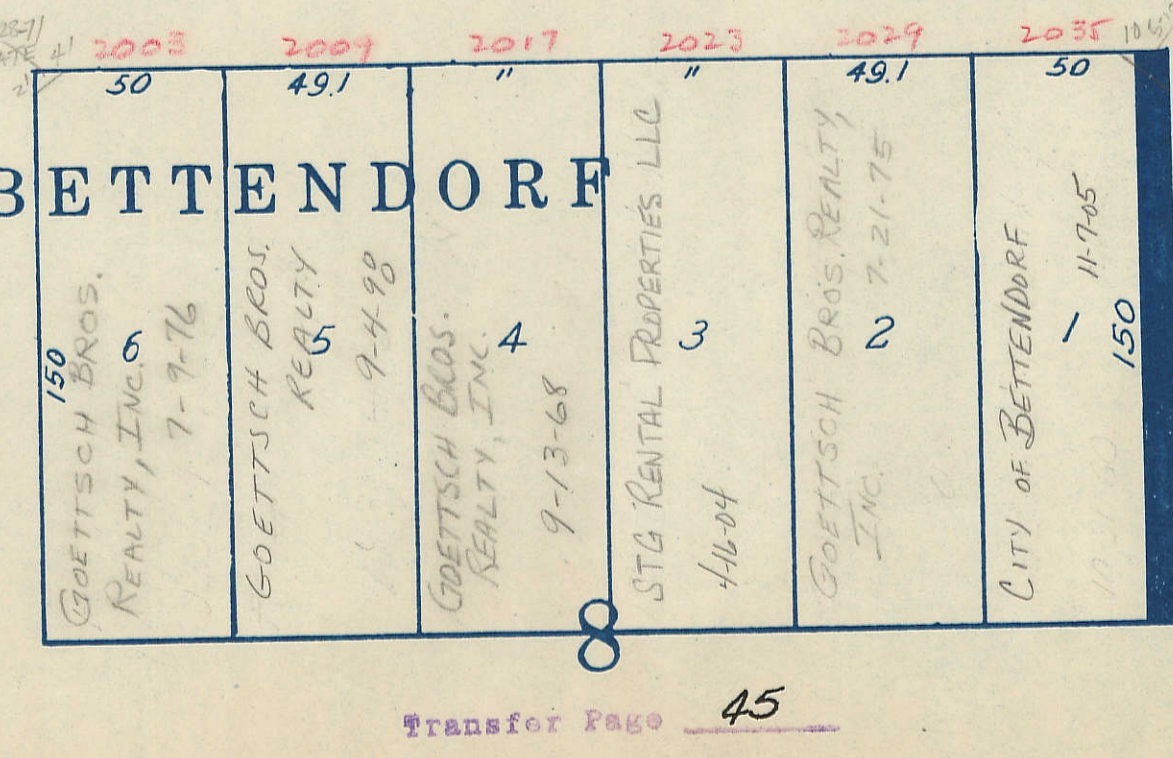 2003 2009 2017 2023 2029 2035
50 49.1 " " 49.1 50
BETTENDORF
GOETTSCH BROS.
REALTY, INC.
7-9-76
150
6
GOETTSCH BROS.
REALTY
9-4-90
5
GOETTSCH BROS.
REALTY, INC.
9-13-68
4
STG RENTAL PROPERTIES LLC
4-16-04
3
GOETTSCH BROS. REALTY,
INC.
7-21-75
2
CITY OF BETTENDORF
11-7-05
1
150
8
Transfer Page 45